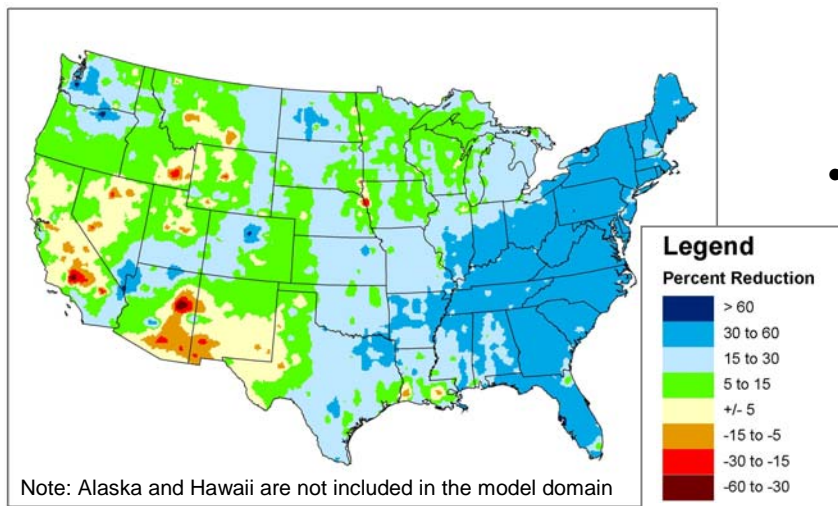 Note: Alaska and Hawaii are not included in the model domain
•
Legend
Percent Reduction
> 60
30 to 60
15 to 30
5 to 15
+/- 5
-15 to -5
-30 to -15
-60 to -30